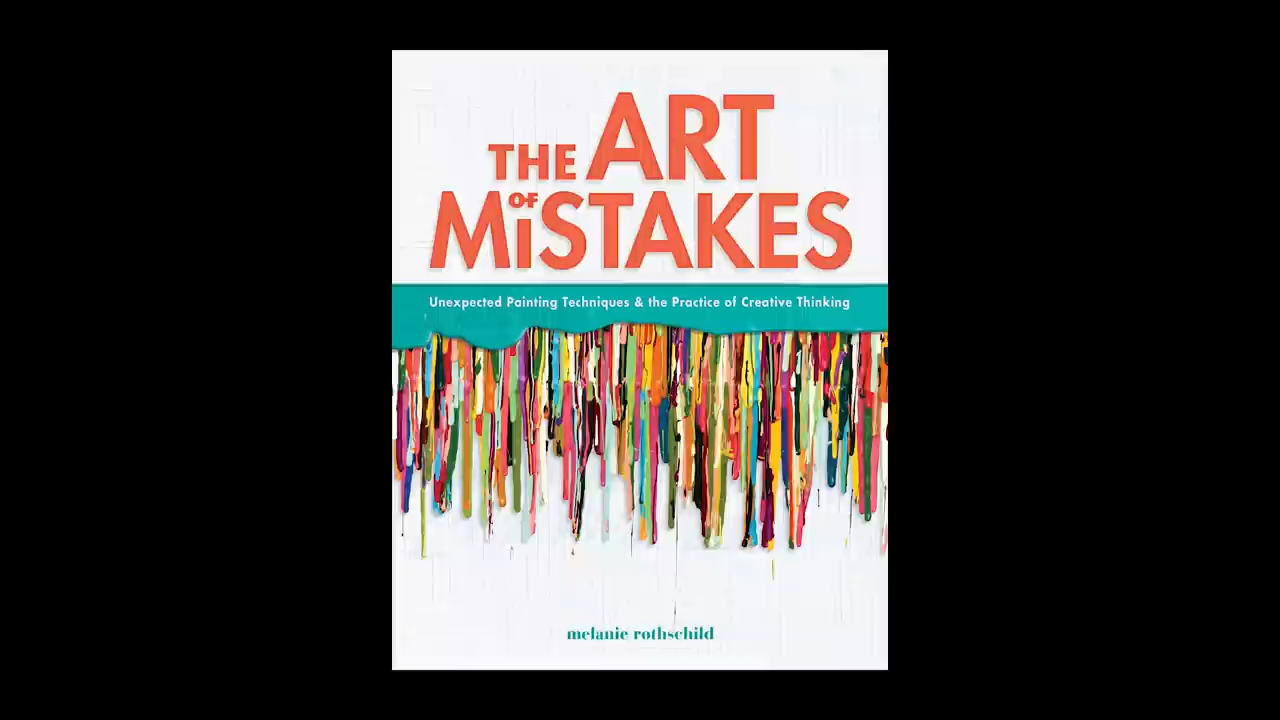 THE ART
OF
MiSTAKES
Unexpected Painting Techniques & the Practice of Creative Thinking
melanie rothschild